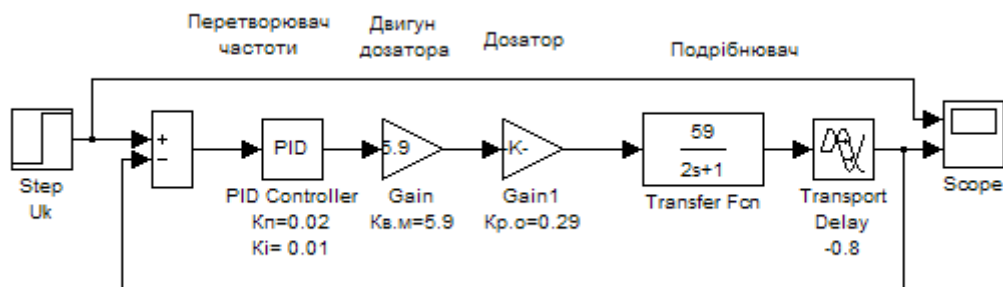 Перетворювач
частоти
Двигун
дозатора
Дозатор
Подрібнювач
+
−
PID
5.9
-K-
59
2s+1
Step
Uk
PID Controller
Кп=0.02
Кі= 0.01
Gain
Кв.м=5.9
Gain1
Кр.о=0.29
Transfer Fcn
Transport
Delay
-0.8
Scope